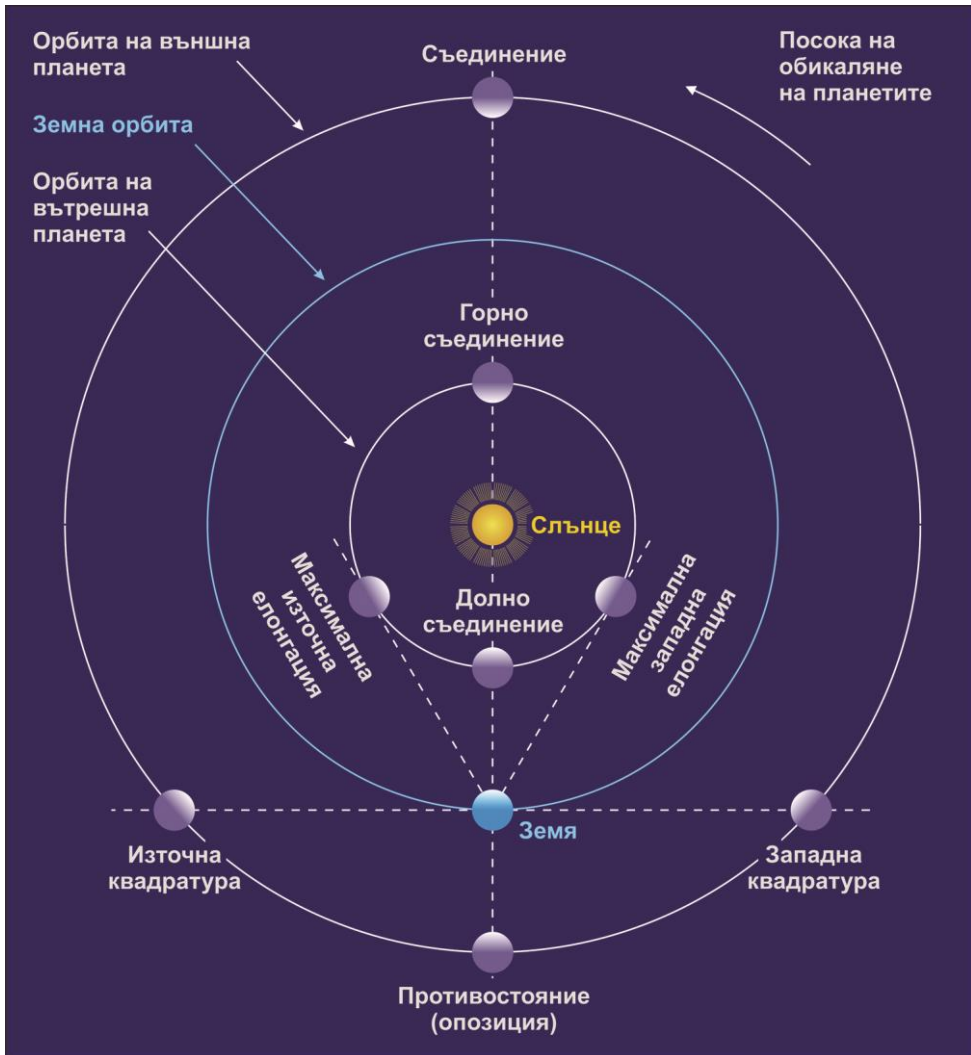 Орбита на външна
планета
Земна орбита
Орбита на
вътрешна
планета
Съединение
Посока на
обикаляне
на планетите
Горно
съединение
Слънце
Максимална
източна
елонгация
Долно
съединение
Максимална
западна
елонгация
Земя
Източна
квадратура
Западна
квадратура
Противостояние
(опозиция)